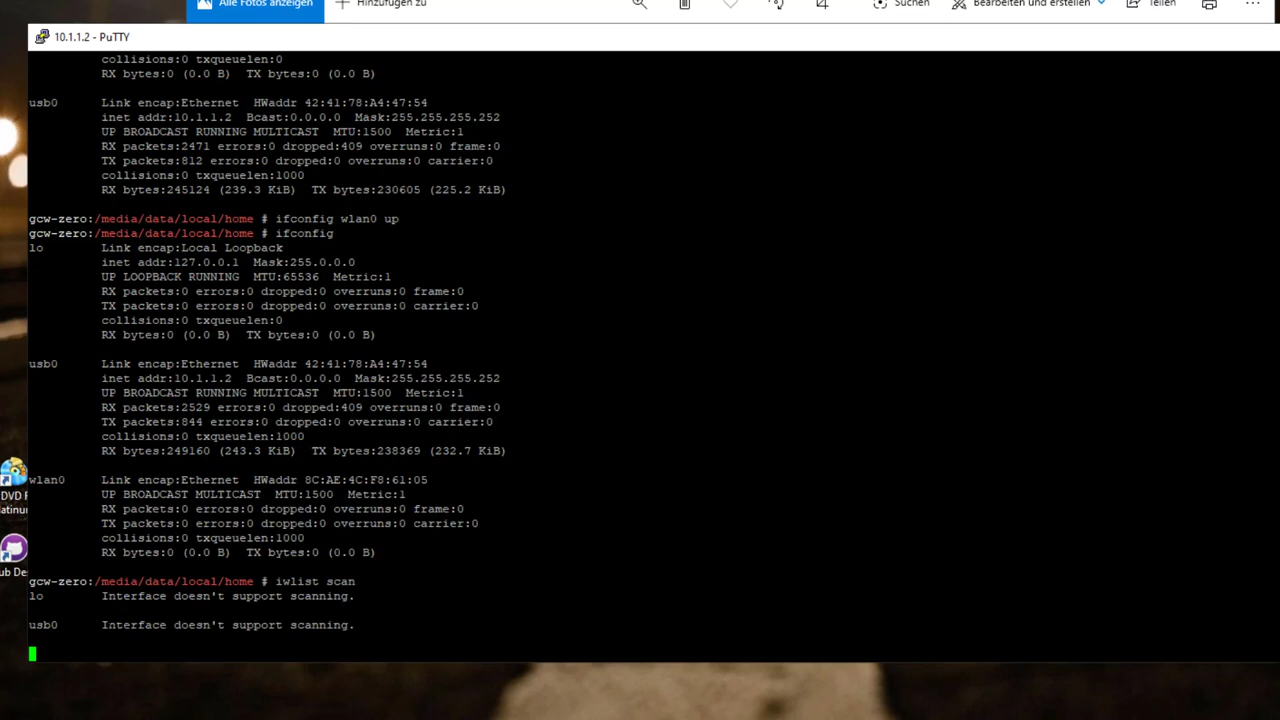 Alle Fotos anzeigen
Hinzufügen zu
Suchen
Bearbeiten und erstellen
Teilen
10.1.1.2 - PuTTY
collisions:0 txqueuelen:0
RX bytes:0 (0.0 B)  TX bytes:0 (0.0 B)
usb0      Link encap:Ethernet  HWaddr 42:41:78:A4:47:54
inet addr:10.1.1.2  Bcast:0.0.0.0  Mask:255.255.255.252
UP BROADCAST RUNNING MULTICAST  MTU:1500  Metric:1
RX packets:2471 errors:0 dropped:409 overruns:0 frame:0
TX packets:812 errors:0 dropped:0 overruns:0 carrier:0
collisions:0 txqueuelen:1000
RX bytes:245124 (239.3 KiB)  TX bytes:230605 (225.2 KiB)
gcw-zero:/media/data/local/home # ifconfig wlan0 up
gcw-zero:/media/data/local/home # ifconfig
lo        Link encap:Local Loopback
inet addr:127.0.0.1  Mask:255.0.0.0
UP LOOPBACK RUNNING  MTU:65536  Metric:1
RX packets:0 errors:0 dropped:0 overruns:0 frame:0
TX packets:0 errors:0 dropped:0 overruns:0 carrier:0
collisions:0 txqueuelen:0
RX bytes:0 (0.0 B)  TX bytes:0 (0.0 B)
usb0      Link encap:Ethernet  HWaddr 42:41:78:A4:47:54
inet addr:10.1.1.2  Bcast:0.0.0.0  Mask:255.255.255.252
UP BROADCAST RUNNING MULTICAST  MTU:1500  Metric:1
RX packets:2529 errors:0 dropped:409 overruns:0 frame:0
TX packets:844 errors:0 dropped:0 overruns:0 carrier:0
collisions:0 txqueuelen:1000
RX bytes:249160 (243.3 KiB)  TX bytes:238369 (232.7 KiB)
wlan0     Link encap:Ethernet  HWaddr 8C:AE:4C:F8:61:05
UP BROADCAST MULTICAST  MTU:1500  Metric:1
RX packets:0 errors:0 dropped:0 overruns:0 frame:0
TX packets:0 errors:0 dropped:0 overruns:0 carrier:0
collisions:0 txqueuelen:1000
RX bytes:0 (0.0 B)  TX bytes:0 (0.0 B)
gcw-zero:/media/data/local/home # iwlist scan
lo        Interface doesn't support scanning.
usb0      Interface doesn't support scanning.
DVD
latinu
ub De